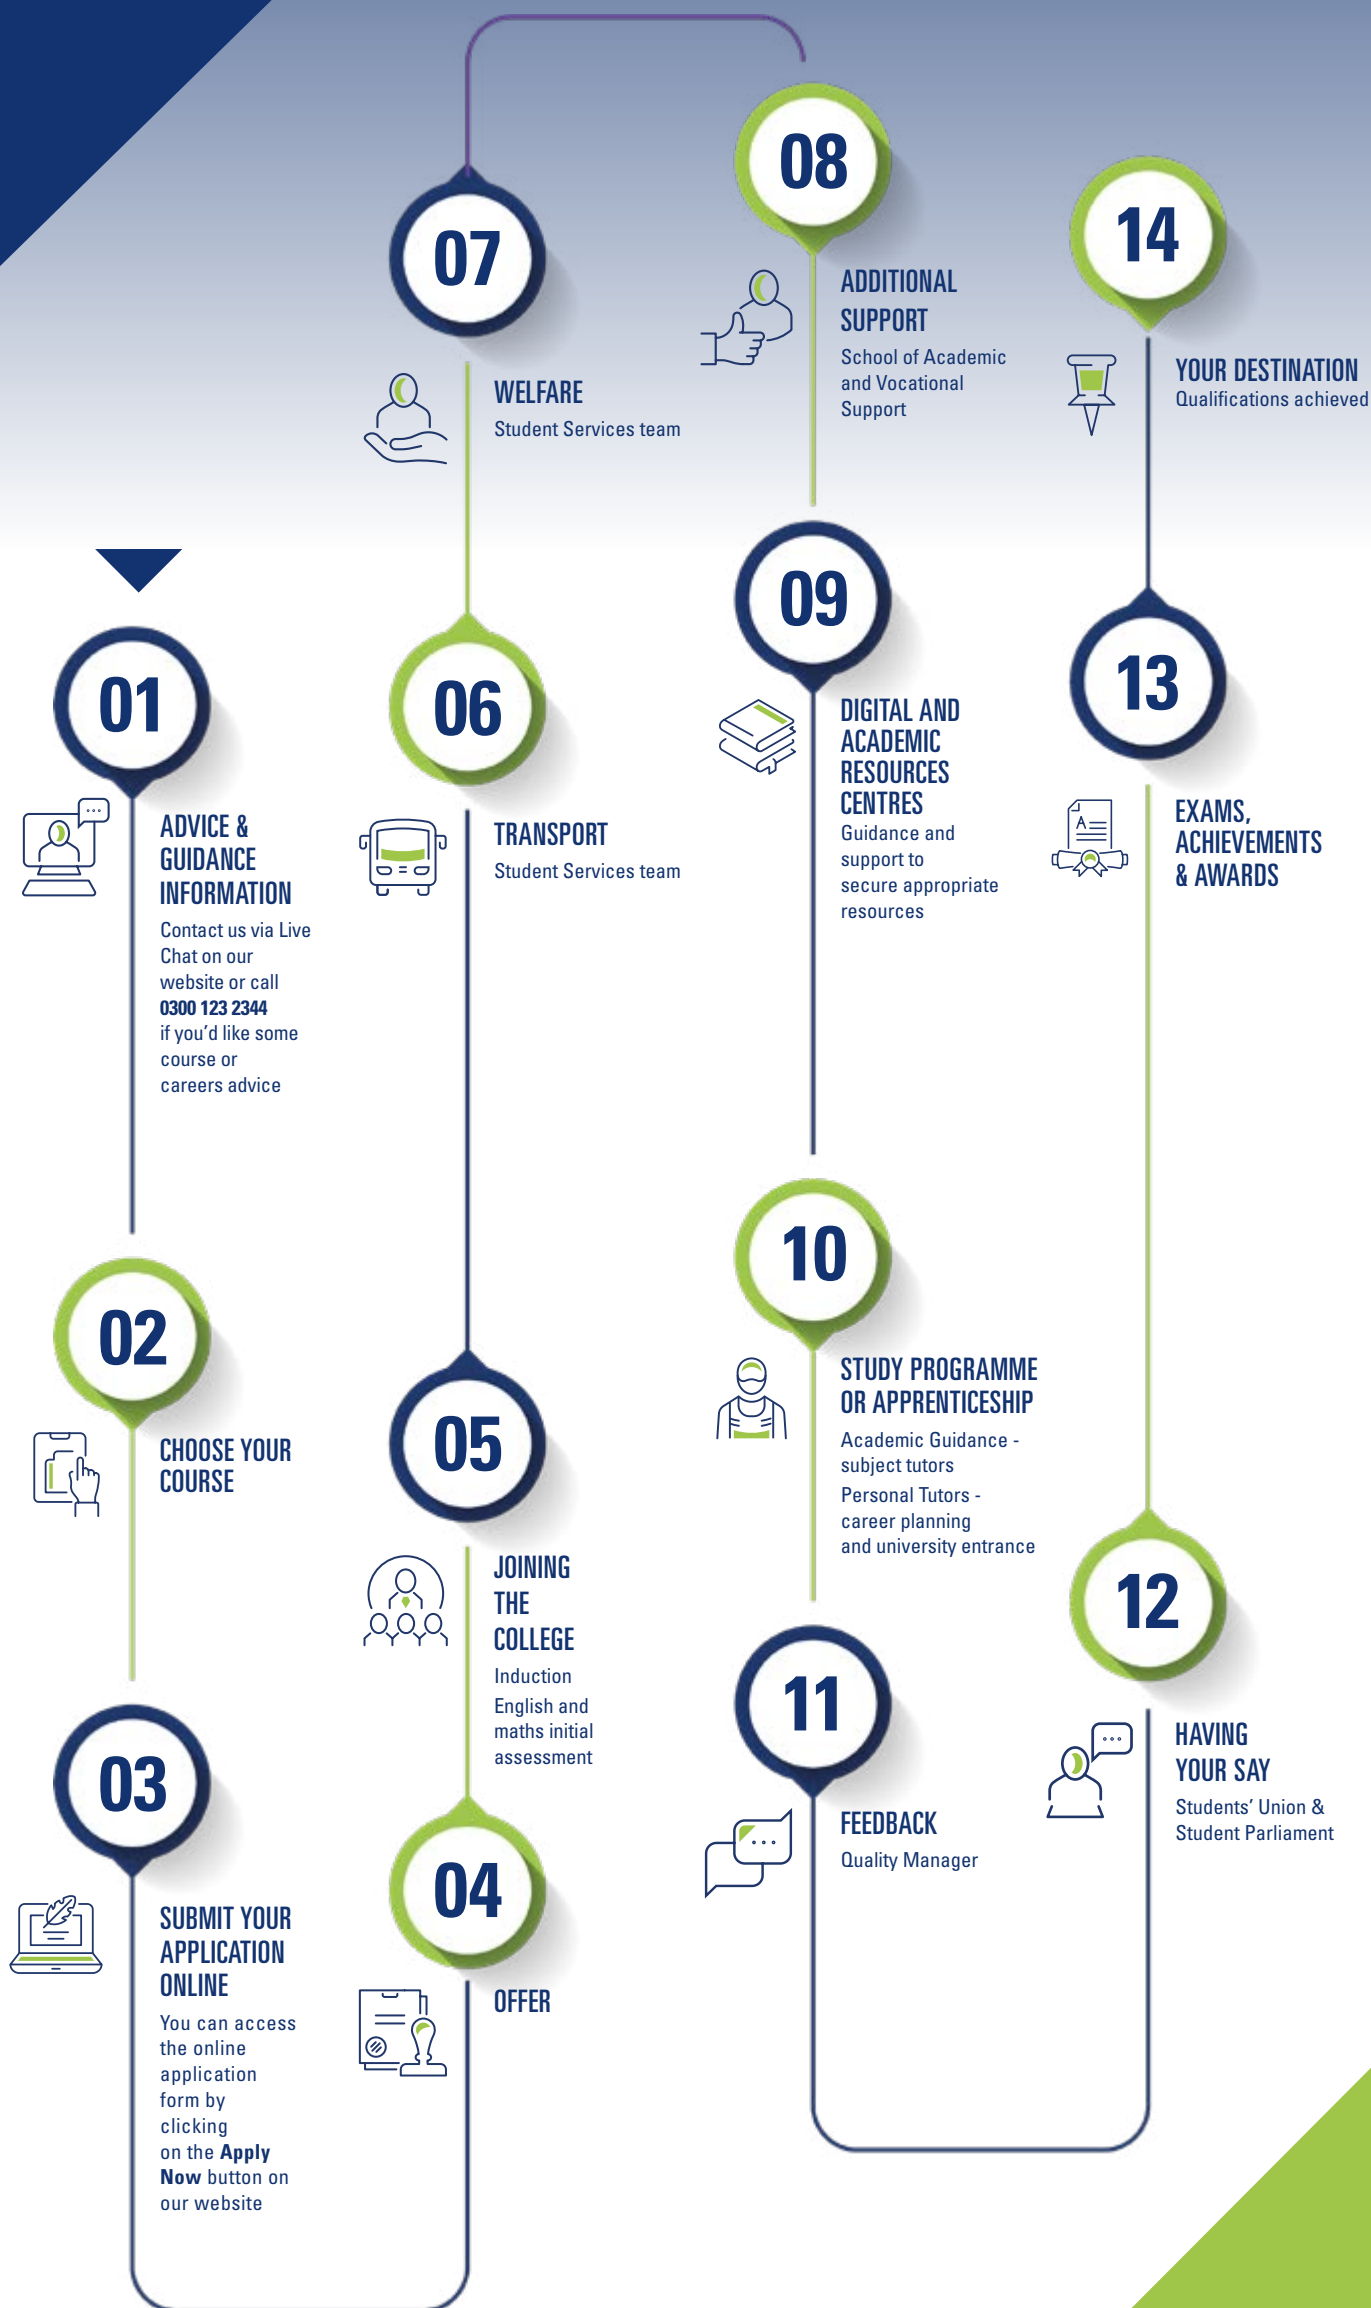 01
ADVICE &
GUIDANCE
INFORMATION
Contact us via Live
Chat on our
website or call
0300 123 2344
if you'd like some
course or
careers advice
02
CHOOSE YOUR
COURSE
03
SUBMIT YOUR
APPLICATION
ONLINE
You can access
the online
application
form by
clicking
on the Apply
Now button on
our website
04
OFFER
05
JOINING
THE
COLLEGE
Induction
English and
maths initial
assessment
06
TRANSPORT
Student Services team
07
WELFARE
Student Services team
08
ADDITIONAL
SUPPORT
School of Academic
and Vocational
Support
09
DIGITAL AND
ACADEMIC
RESOURCES
CENTRES
Guidance and
support to
secure appropriate
resources
10
STUDY PROGRAMME
OR APPRENTICESHIP
Academic Guidance -
subject tutors
Personal Tutors -
career planning
and university entrance
11
FEEDBACK
Quality Manager
12
HAVING
YOUR SAY
Students' Union &
Student Parliament
13
EXAMS,
ACHIEVEMENTS
& AWARDS
14
YOUR DESTINATION
Qualifications achieved